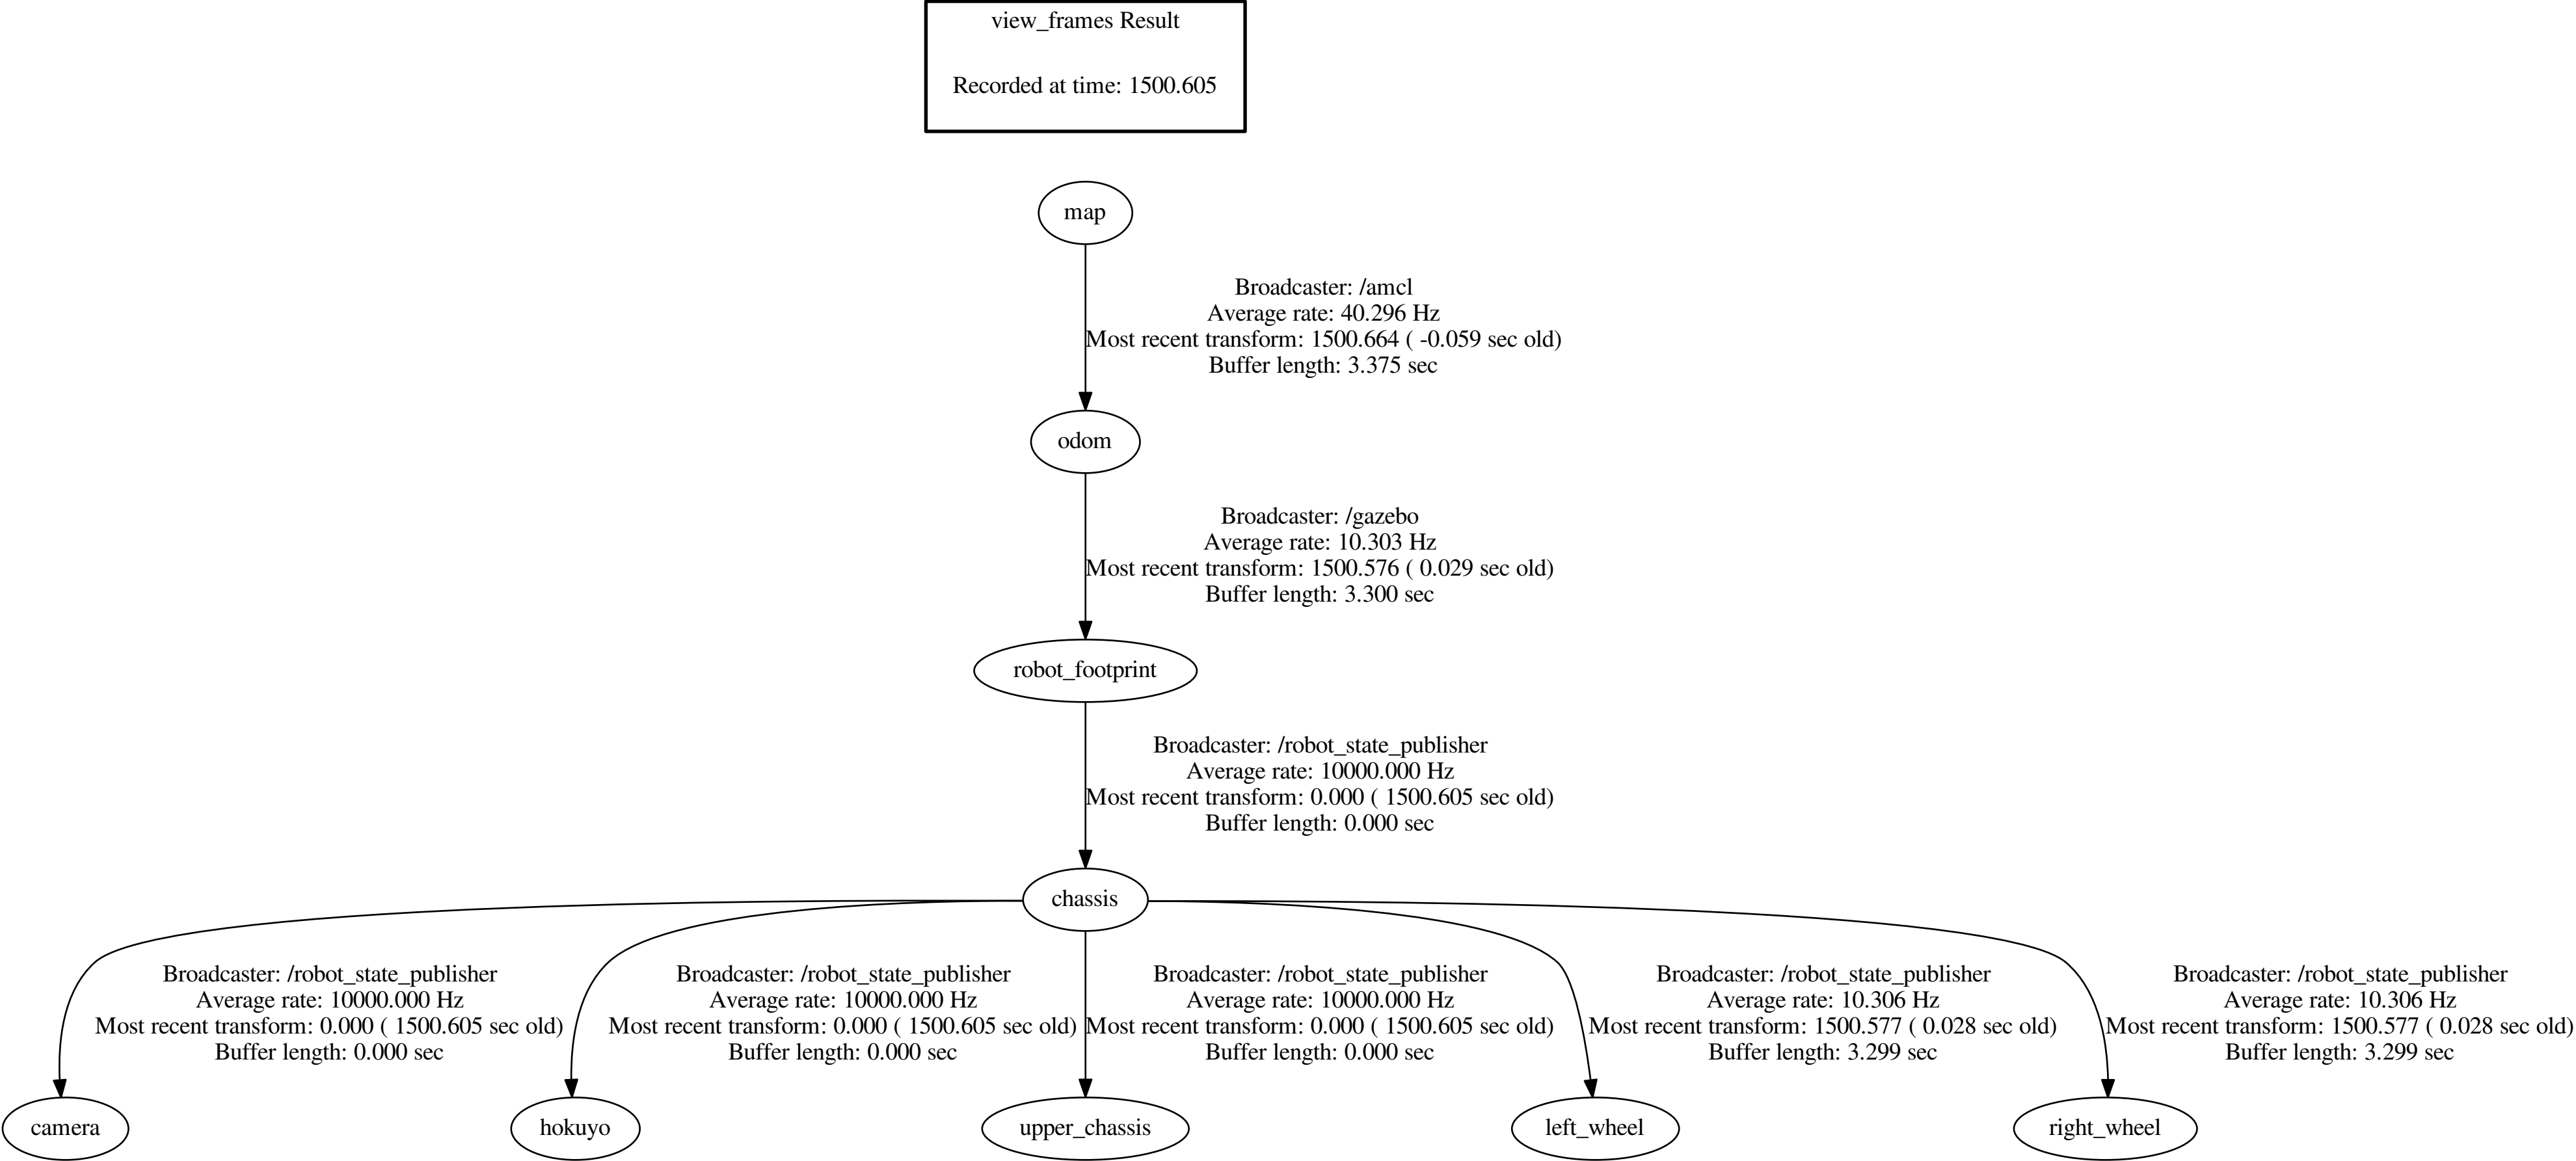 view_frames Result
Recorded at time: 1500.605
map
Broadcaster: /amcl
Average rate: 40.296 Hz
Most recent transform: 1500.664 ( -0.059 sec old)
Buffer length: 3.375 sec
odom
Broadcaster: /gazebo
Average rate: 10.303 Hz
Most recent transform: 1500.576 ( 0.029 sec old)
Buffer length: 3.300 sec
robot_footprint
Broadcaster: /robot_state_publisher
Average rate: 10000.000 Hz
Most recent transform: 0.000 ( 1500.605 sec old)
Buffer length: 0.000 sec
chassis
Broadcaster: /robot_state_publisher
Average rate: 10000.000 Hz
Most recent transform: 0.000 ( 1500.605 sec old)
Buffer length: 0.000 sec
Broadcaster: /robot_state_publisher
Average rate: 10000.000 Hz
Most recent transform: 0.000 ( 1500.605 sec old)
Buffer length: 0.000 sec
Broadcaster: /robot_state_publisher
Average rate: 10000.000 Hz
Most recent transform: 0.000 ( 1500.605 sec old)
Buffer length: 0.000 sec
Broadcaster: /robot_state_publisher
Average rate: 10.306 Hz
Most recent transform: 1500.577 ( 0.028 sec old)
Buffer length: 3.299 sec
Broadcaster: /robot_state_publisher
Average rate: 10.306 Hz
Most recent transform: 1500.577 ( 0.028 sec old)
Buffer length: 3.299 sec
camera
hokuyo
upper_chassis
left_wheel
right_wheel